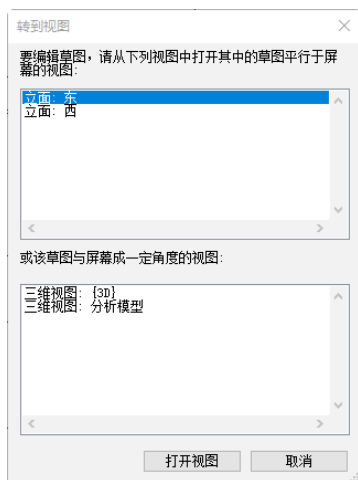 转到视图
要编辑草图，请从下列视图中打开其中的草图平行于屏
幕的视图:
立面: 东
立面: 西
或该草图与屏幕成一定角度的视图:
三维视图: {3D}
三维视图: 分析模型
打开视图
取消